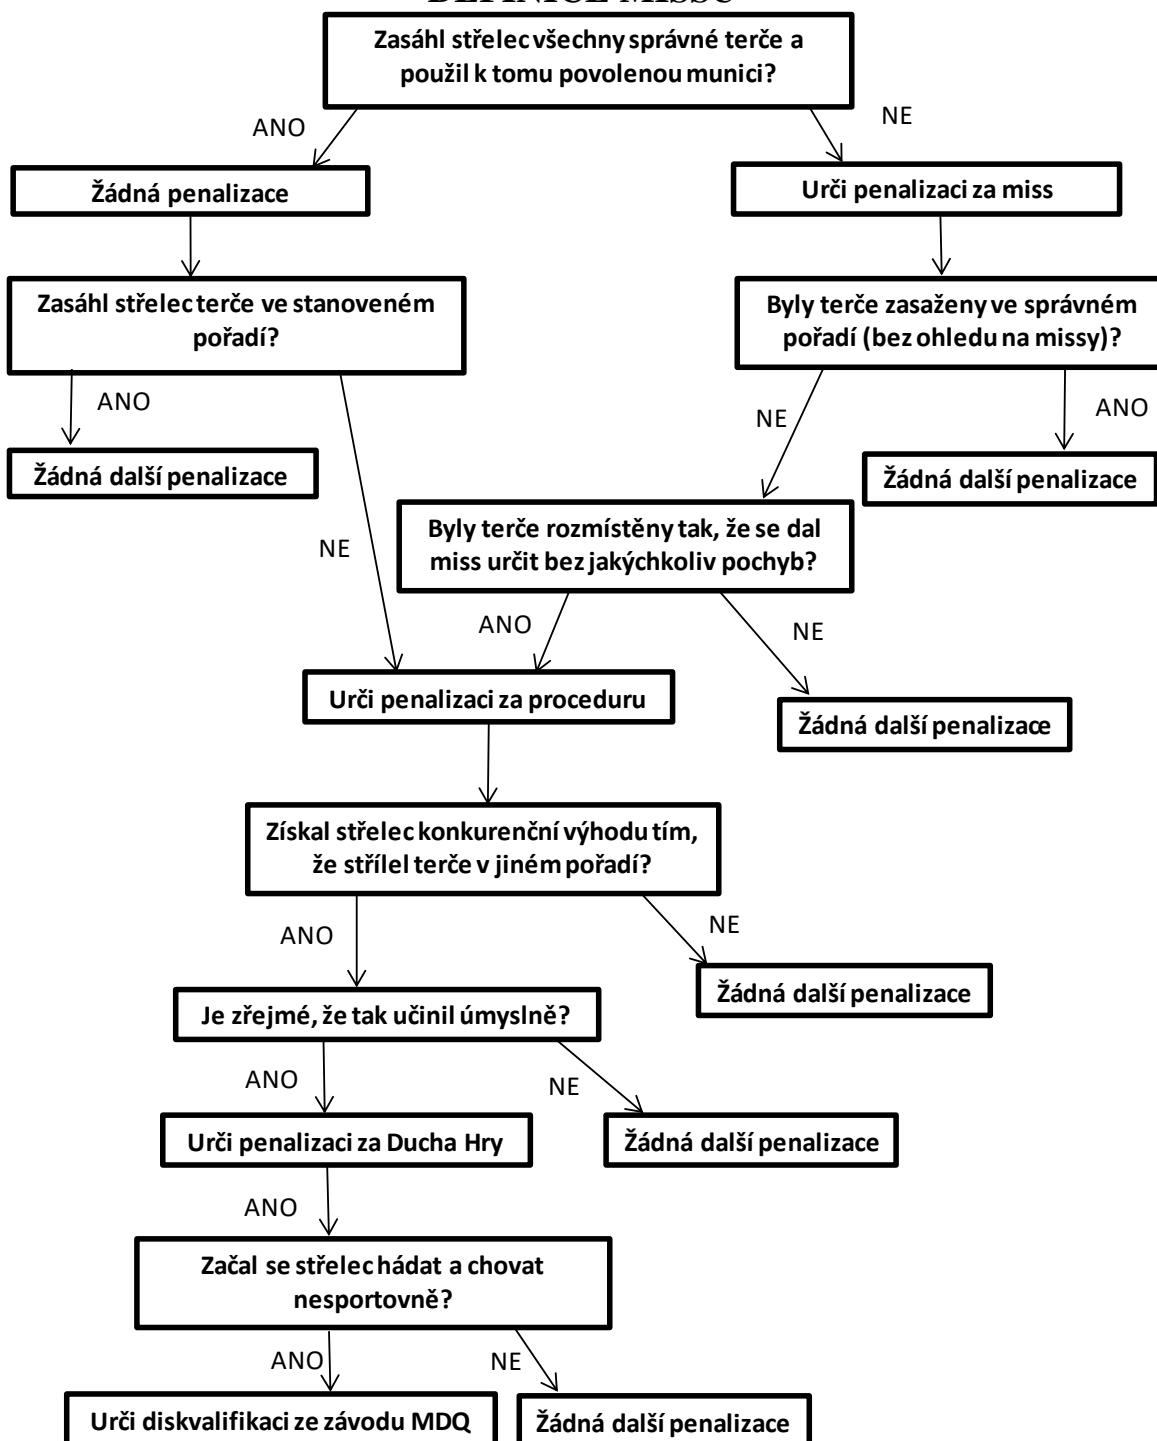 DEFINICE MISSŮ
Zasáhl střelec všechny správné terče a
použil k tomu povolenou munici?
ANO
NE
Žádná penalizace
Urči penalizaci za miss
Zasáhl střelec terče ve stanoveném
pořadí?
Byly terče zasaženy ve správném
pořadí (bez ohledu na missy)?
ANO
NE
ANO
Žádná další penalizace
Žádná další penalizace
Byly terče rozmístěny tak, že se dal
miss určit bez jakýchkoliv pochyb?
NE
ANO
NE
Urči penalizaci za proceduru
Žádná další penalizace
Získal střelec konkurenční výhodu tím,
že střílel terče v jiném pořadí?
ANO
NE
Žádná další penalizace
Je zřejmé, že tak učinil úmyslně?
ANO
NE
Urči penalizaci za Ducha Hry
Žádná další penalizace
ANO
Začal se střelec hádat a chovat
nesportovně?
ANO
NE
Urči diskvalifikaci ze závodu MDQ
Žádná další penalizace